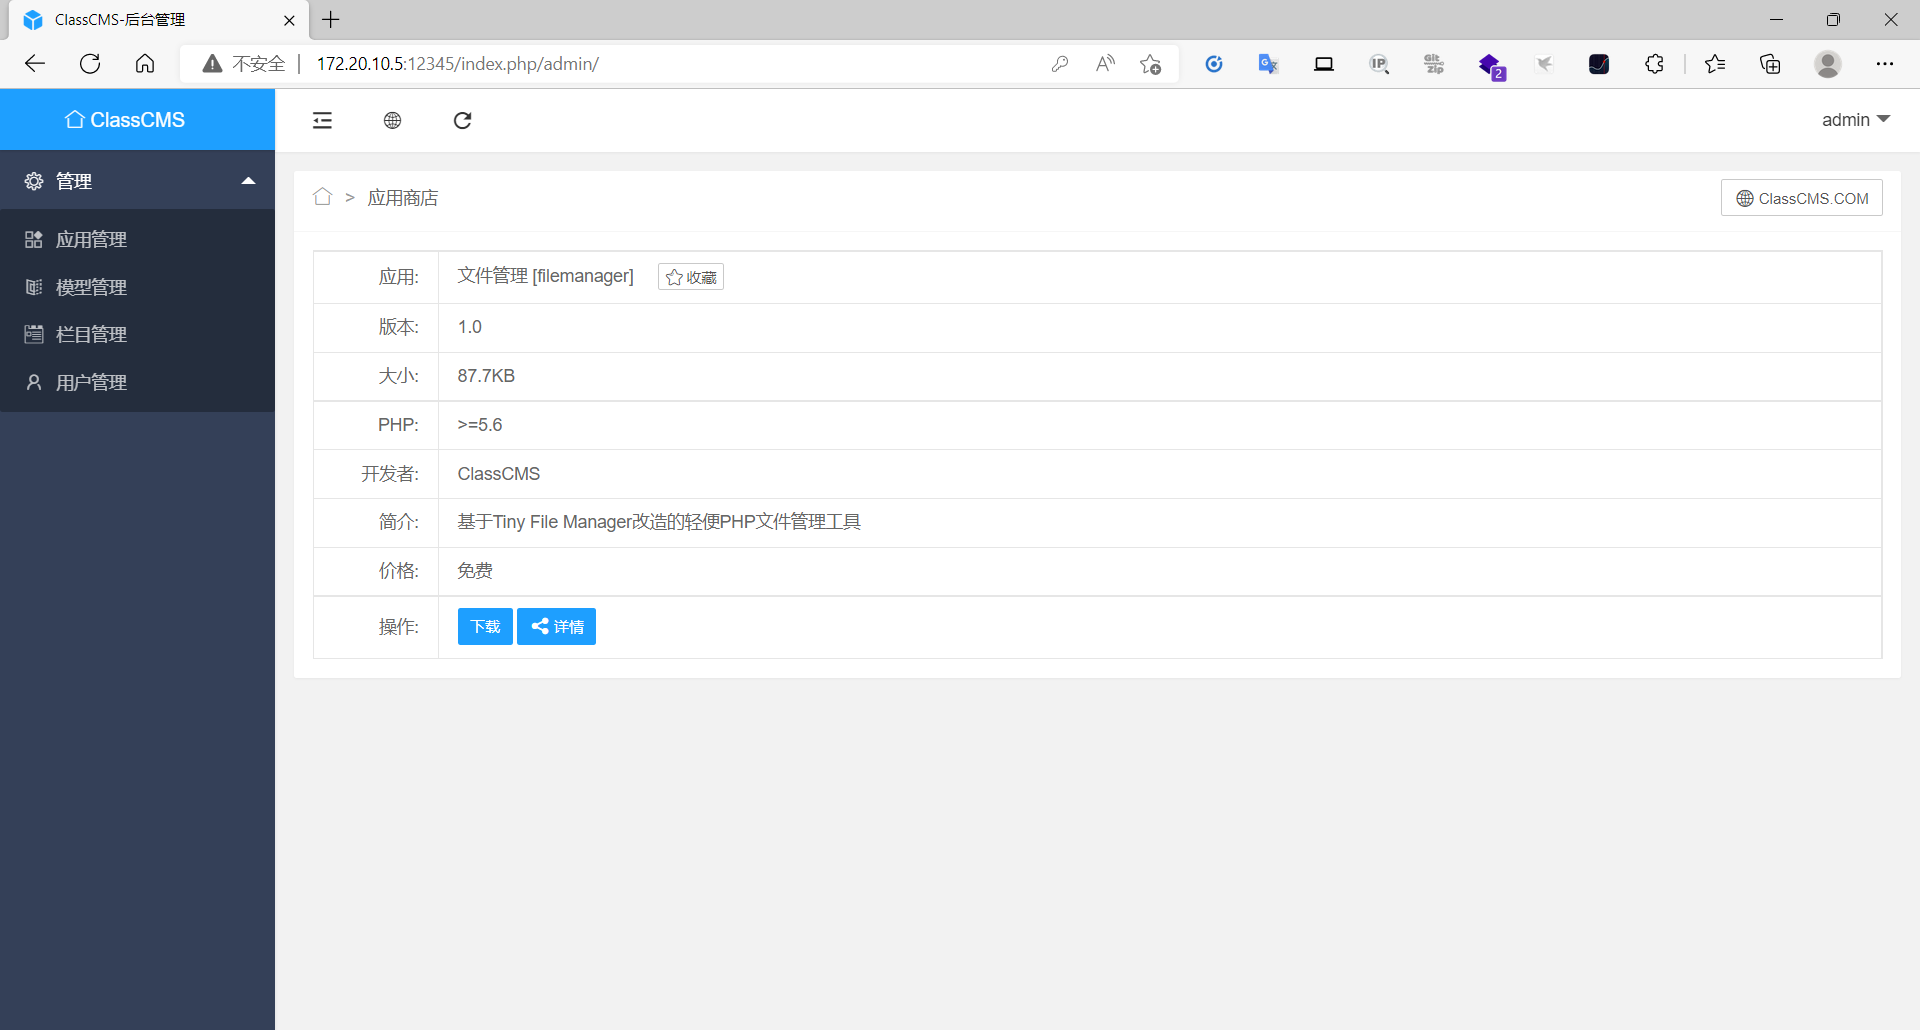 ClassCMS-后台管理
不安全 172.20.10.5:12345/index.php/admin/
IP
Git
Zip
2
ClassCMS
admin
管理
> 应用商店
ClassCMS.COM
应用管理
模型管理
栏目管理
用户管理
应用: 文件管理 [filemanager] 收藏
版本: 1.0
大小: 87.7KB
PHP: >=5.6
开发者: ClassCMS
简介: 基于Tiny File Manager改造的轻便PHP文件管理工具
价格: 免费
操作: 下载 详情